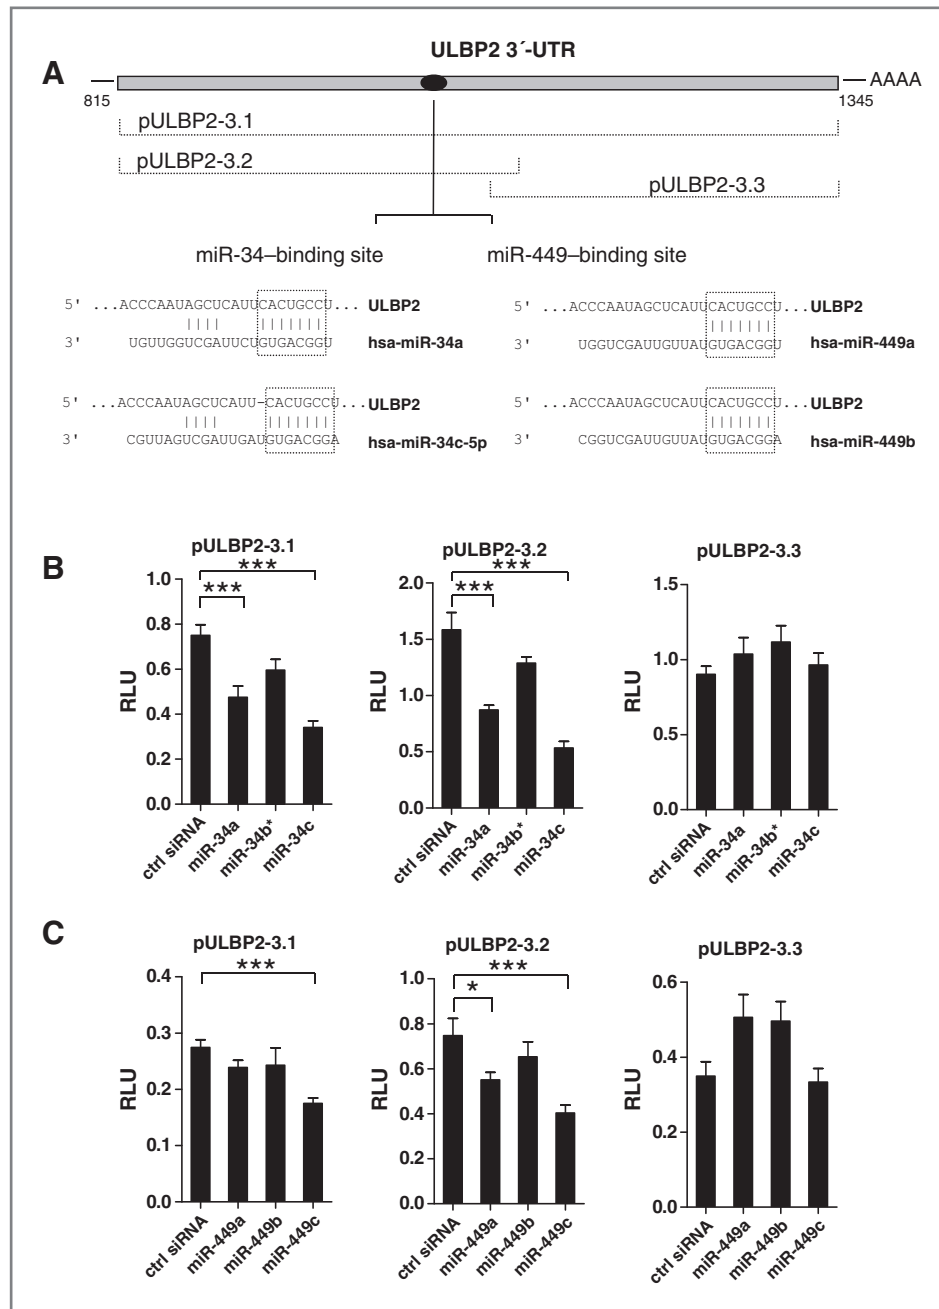 A
ULBP2 3´-UTR
AAAA
815
1345
pULBP2-3.1
pULBP2-3.2
pULBP2-3.3
miR-34–binding site
miR-449–binding site
5' ...ACCCAAUAGCUCAUUCACUGCCU... ULBP2
3' UGUUGGUCGAUUCUGUGACGGU hsa-miR-34a
5' ...ACCCAAUAGCUCAUUCACUGCCU... ULBP2
3' UGGUCGAUUGUUAUGUGACGGU hsa-miR-449a
5' ...ACCCAAUAGCUCAUU–CACUGCCU... ULBP2
3' CGUUAGUCGAUUGAUGUGACGGA hsa-miR-34c-5p
5' ...ACCCAAUAGCUCAUUCACUGCCU... ULBP2
3' CGGUCGAUUGUUAUGUGACGGA hsa-miR-449b
B
pULBP2-3.1
***
***
RLU
1.0
0.8
0.6
0.4
0.2
0.0
ctrl siRNA
miR-34a
miR-34b*
miR-34c
pULBP2-3.2
***
***
RLU
2.0
1.5
1.0
0.5
0.0
ctrl siRNA
miR-34a
miR-34b*
miR-34c
pULBP2-3.3
RLU
1.5
1.0
0.5
0.0
ctrl siRNA
miR-34a
miR-34b*
miR-34c
C
pULBP2-3.1
***
RLU
0.4
0.3
0.2
0.1
0.0
ctrl siRNA
miR-449a
miR-449b
miR-449c
pULBP2-3.2
***
*
RLU
1.0
0.8
0.6
0.4
0.2
0.0
ctrl siRNA
miR-449a
miR-449b
miR-449c
pULBP2-3.3
RLU
0.6
0.4
0.2
0.0
ctrl siRNA
miR-449a
miR-449b
miR-449c